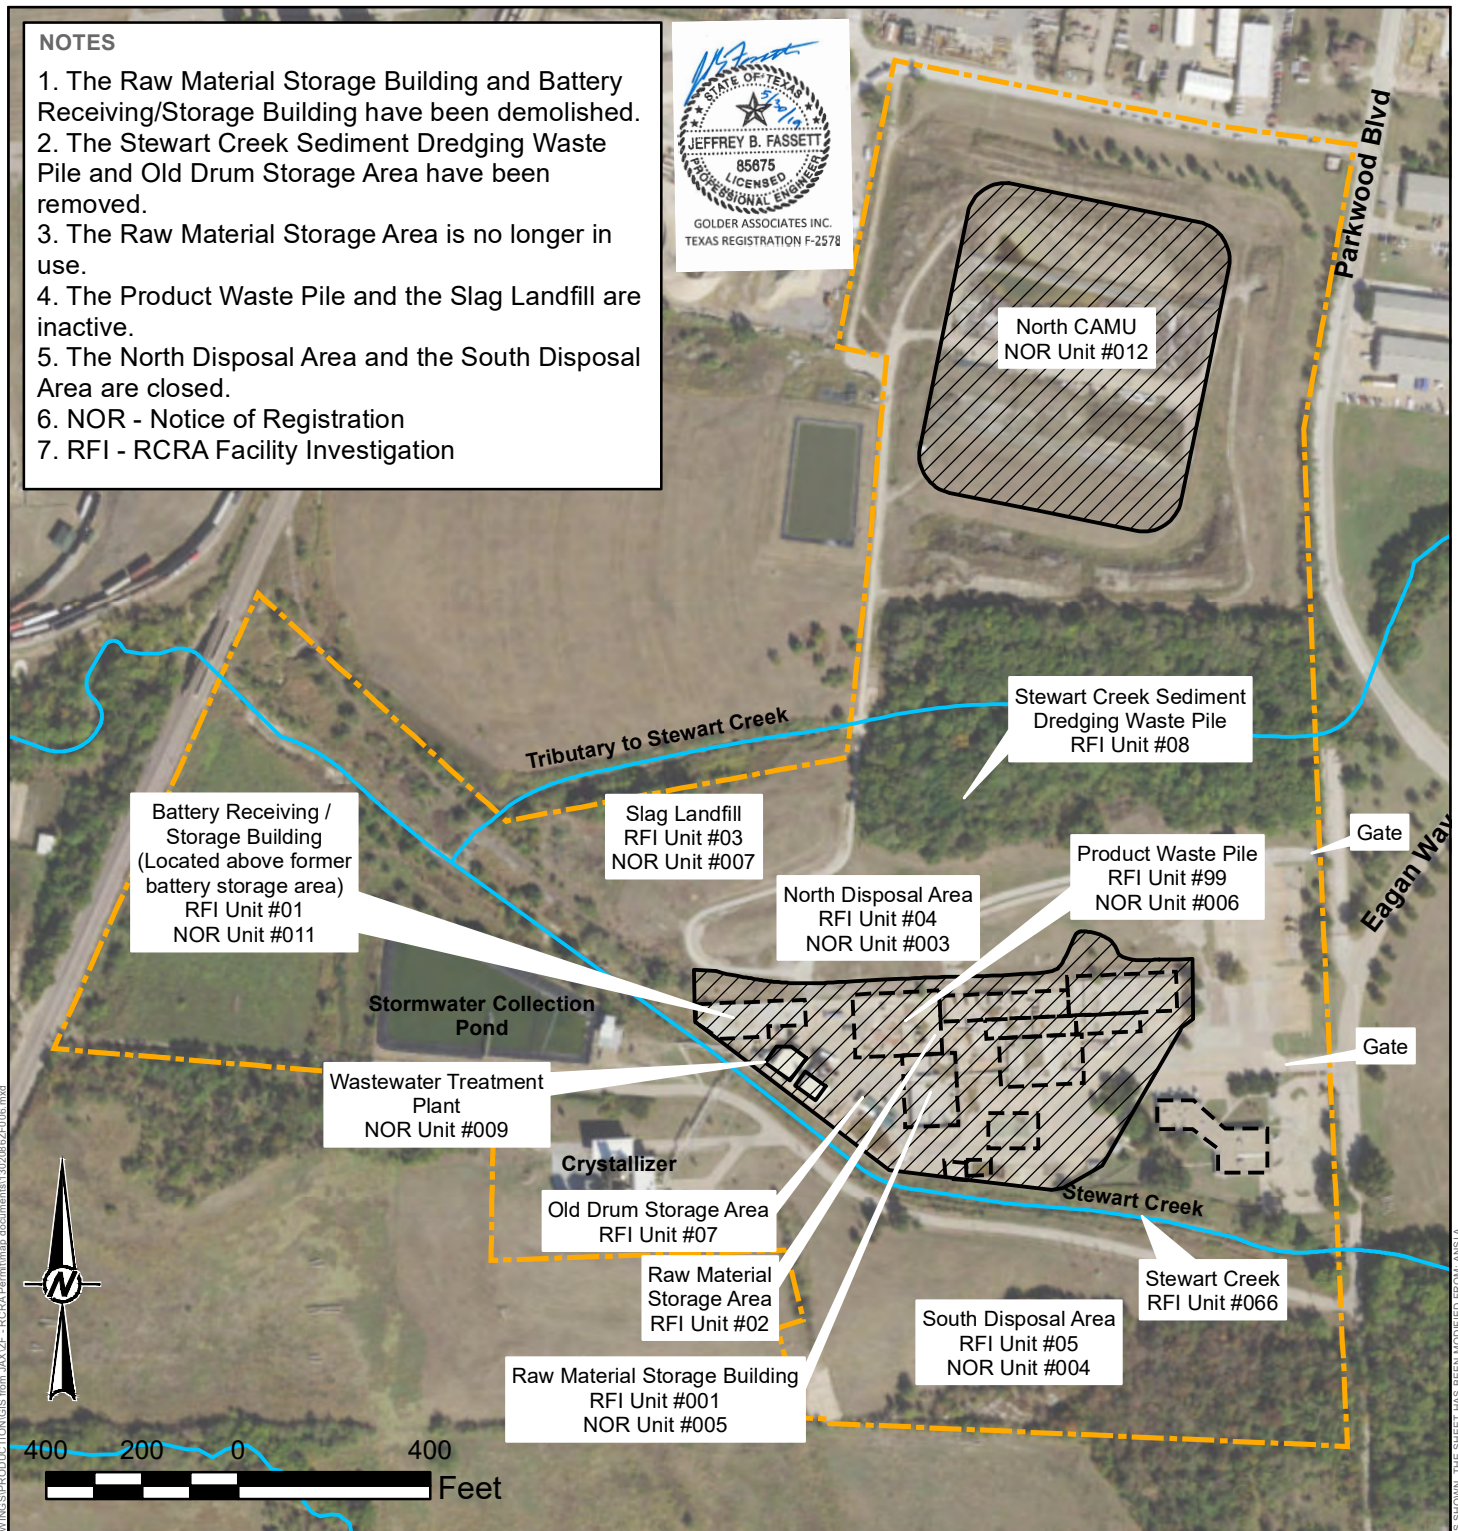 NOTES
1. The Raw Material Storage Building and Battery
Receiving/Storage Building have been demolished.
2. The Stewart Creek Sediment Dredging Waste
Pile and Old Drum Storage Area have been
removed.
3. The Raw Material Storage Area is no longer in
use.
4. The Product Waste Pile and the Slag Landfill are
inactive.
5. The North Disposal Area and the South Disposal
Area are closed.
6. NOR - Notice of Registration
7. RFI - RCRA Facility Investigation
STATE OF TEXAS
5/30/19
JEFFREY B. FASSETT
85675
LICENSED
PROFESSIONAL ENGINEER
GOLDER ASSOCIATES INC.
TEXAS REGISTRATION F-2578
Parkwood Blvd
North CAMU
NOR Unit #012
Stewart Creek Sediment
Dredging Waste Pile
RFI Unit #08
Tributary to Stewart Creek
Battery Receiving /
Storage Building
(Located above former
battery storage area)
RFI Unit #01
NOR Unit #011
Slag Landfill
RFI Unit #03
NOR Unit #007
Gate
Eagan Way
Product Waste Pile
RFI Unit #99
NOR Unit #006
North Disposal Area
RFI Unit #04
NOR Unit #003
Stormwater Collection
Pond
Gate
Wastewater Treatment
Plant
NOR Unit #009
Crystallizer
Old Drum Storage Area
RFI Unit #07
Stewart Creek
Raw Material
Storage Area
RFI Unit #02
Stewart Creek
RFI Unit #066
South Disposal Area
RFI Unit #05
NOR Unit #004
Raw Material Storage Building
RFI Unit #001
NOR Unit #005
N
400 200 0 400
Feet